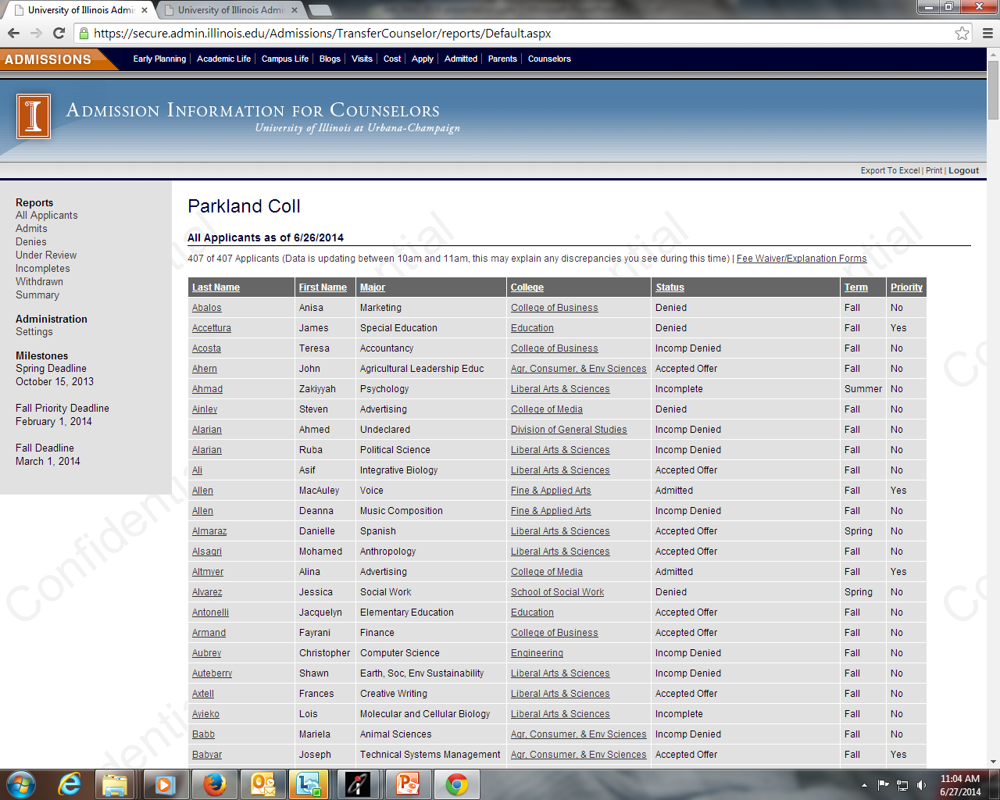 University of Illinois Admis × University of Illinois Admis ×
https://secure.admin.illinois.edu/Admissions/TransferCounselor/reports/Default.aspx
ADMISSIONS Early Planning | Academic Life | Campus Life | Blogs | Visits | Cost | Apply | Admitted | Parents | Counselors
I ADMISSION INFORMATION FOR COUNSELORS
University of Illinois at Urbana-Champaign
Export To Excel | Print | Logout
Reports
All Applicants
Admits
Denies
Under Review
Incompletes
Withdrawn
Summary
Administration
Settings
Milestones
Spring Deadline
October 15, 2013
Fall Priority Deadline
February 1, 2014
Fall Deadline
March 1, 2014
Parkland Coll
All Applicants as of 6/26/2014
407 of 407 Applicants (Data is updating between 10am and 11am, this may explain any discrepancies you see during this time) | Fee Waiver/Explanation Forms
Last Name First Name Major College Status Term Priority
Abalos Anisa Marketing College of Business Denied Fall No
Accettura James Special Education Education Denied Fall Yes
Acosta Teresa Accountancy College of Business Incomp Denied Fall No
Ahern John Agricultural Leadership Educ Agr, Consumer, & Env Sciences Accepted Offer Fall No
Ahmad Zakiyyah Psychology Liberal Arts & Sciences Incomplete Summer No
Ainley Steven Advertising College of Media Denied Fall No
Alarian Ahmed Undeclared Division of General Studies Incomp Denied Fall No
Alarian Ruba Political Science Liberal Arts & Sciences Incomp Denied Fall No
Ali Asif Integrative Biology Liberal Arts & Sciences Accepted Offer Fall No
Allen MacAuley Voice Fine & Applied Arts Admitted Fall Yes
Allen Deanna Music Composition Fine & Applied Arts Incomp Denied Fall No
Almaraz Danielle Spanish Liberal Arts & Sciences Accepted Offer Spring No
Alsaqri Mohamed Anthropology Liberal Arts & Sciences Accepted Offer Fall No
Altmyer Alina Advertising College of Media Admitted Fall Yes
Alvarez Jessica Social Work School of Social Work Denied Spring No
Antonelli Jacquelyn Elementary Education Education Accepted Offer Fall No
Armand Fayrani Finance College of Business Accepted Offer Fall No
Aubrey Christopher Computer Science Engineering Incomp Denied Fall No
Auteberry Shawn Earth, Soc, Env Sustainability Liberal Arts & Sciences Incomp Denied Fall No
Axtell Frances Creative Writing Liberal Arts & Sciences Accepted Offer Fall No
Ayieko Lois Molecular and Cellular Biology Liberal Arts & Sciences Incomplete Fall No
Babb Mariela Animal Sciences Agr, Consumer, & Env Sciences Incomp Denied Fall No
Babyar Joseph Technical Systems Management Agr, Consumer, & Env Sciences Accepted Offer Fall Yes
Confidential
11:04 AM
6/27/2014